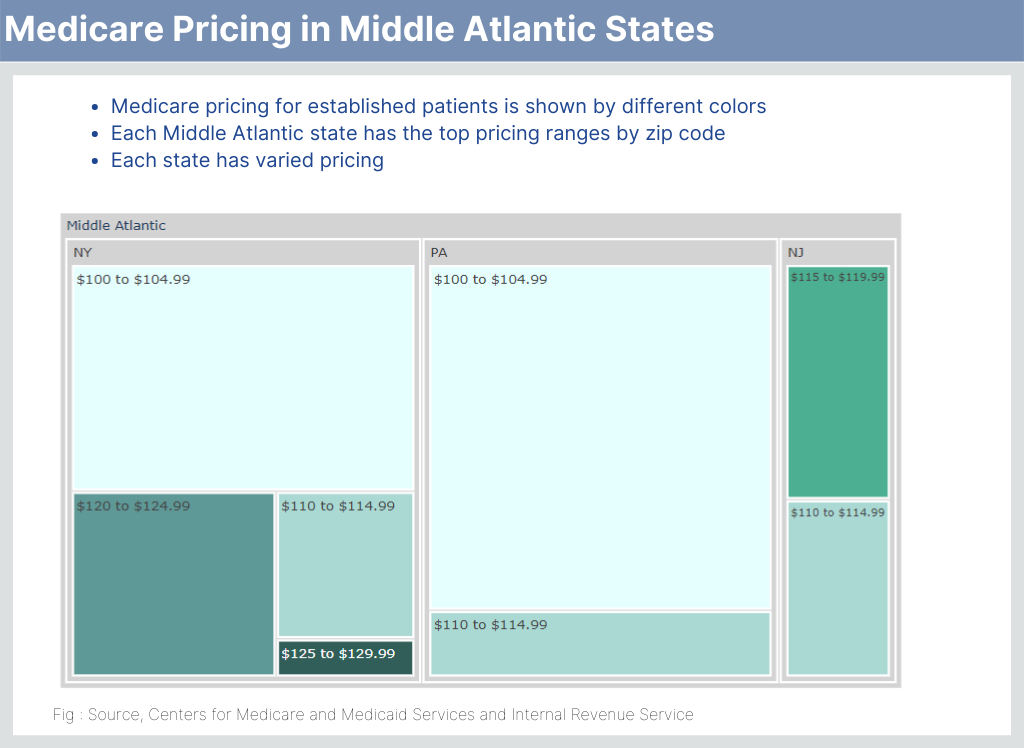 Medicare Pricing in Middle Atlantic States
• Medicare pricing for established patients is shown by different colors
• Each Middle Atlantic state has the top pricing ranges by zip code
• Each state has varied pricing
Middle Atlantic
NY
$100 to $104.99
$120 to $124.99
$110 to $114.99
$125 to $129.99
PA
$100 to $104.99
$110 to $114.99
NJ
$115 to $119.99
$110 to $114.99
Fig : Source, Centers for Medicare and Medicaid Services and Internal Revenue Service